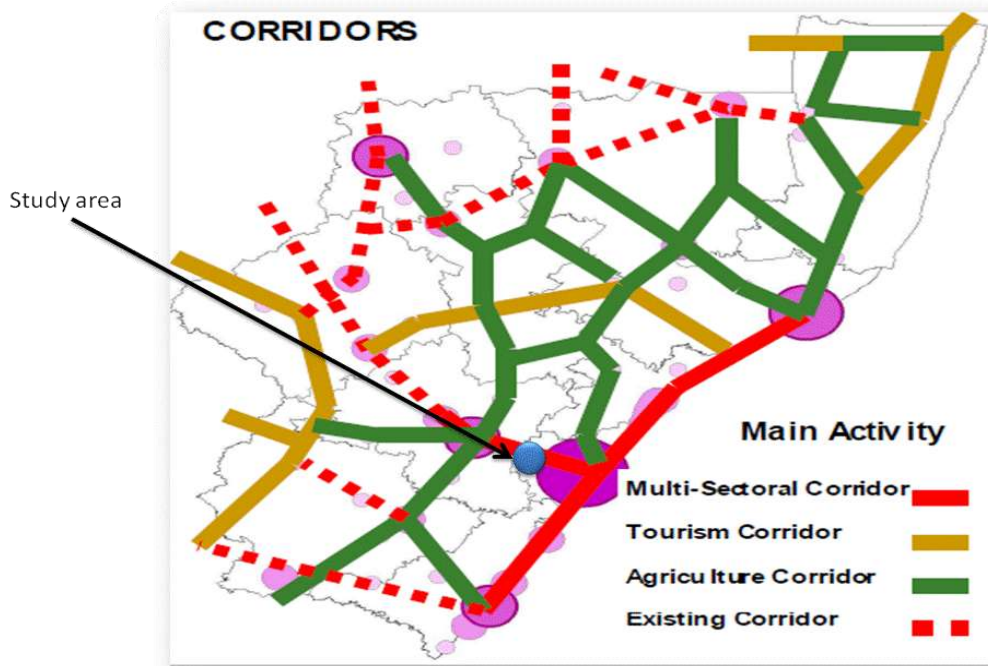 CORRIDORS
Study area
Main Activity
Multi-Sectoral Corridor
Tourism Corridor
Agriculture Corridor
Existing Corridor